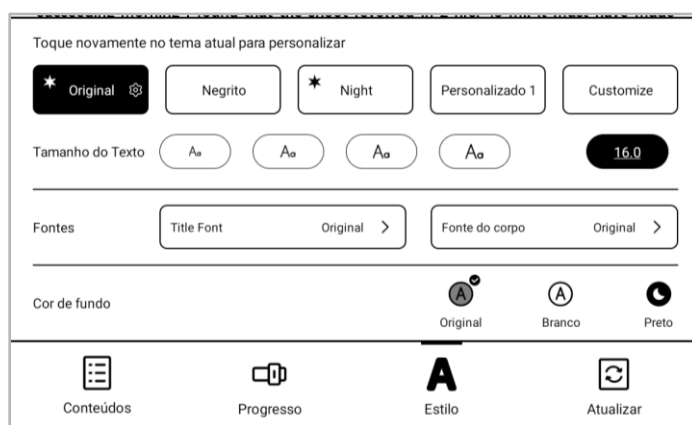 Toque novamente no tema atual para personalizar
Original
Negrito
Night
Personalizado 1
Customize
Tamanho do Texto
Aa
Aa
Aa
Aa
16.0
Fontes
Title Font
Original
Fonte do corpo
Original
Cor de fundo
A
A
Original
Branco
Preto
A
Conteúdos
Progresso
Estilo
Atualizar